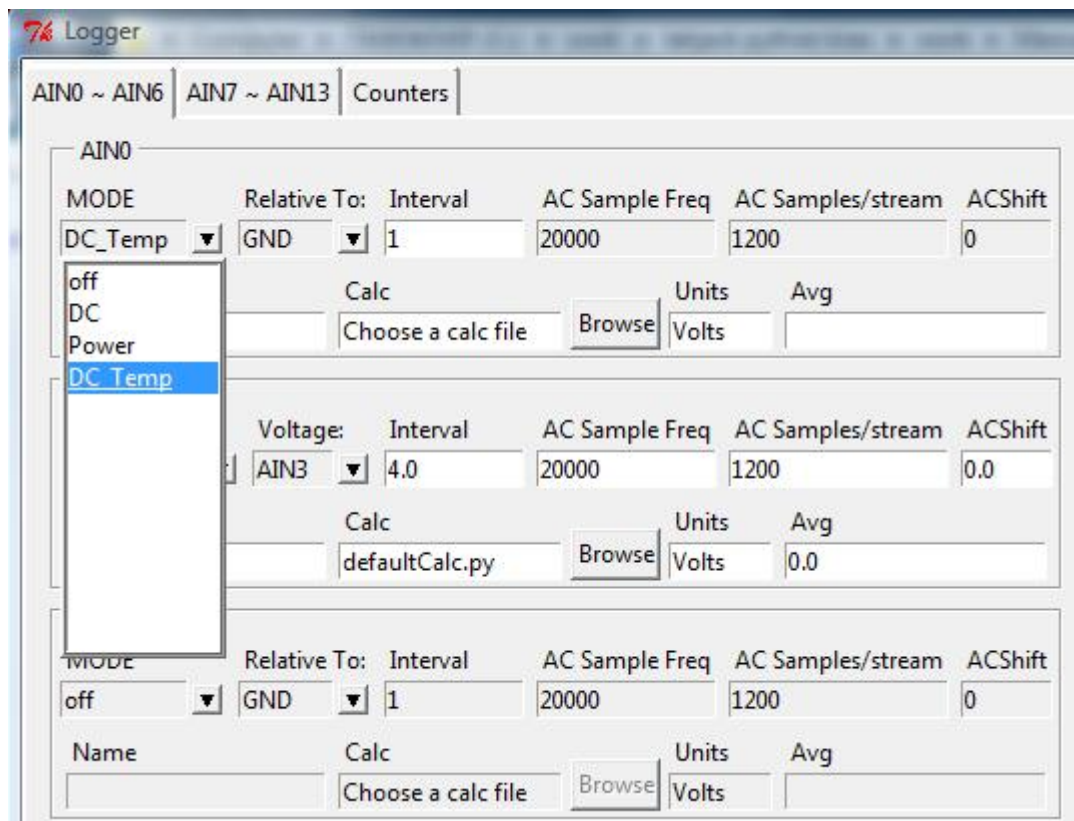 Logger
AIN0 ~ AIN6 AIN7 ~ AIN13 Counters
AIN0
MODE Relative To: Interval AC Sample Freq AC Samples/stream ACShift
DC_Temp GND 1 20000 1200 0
off
DC
Power
DC_Temp
Calc Units Avg
Choose a calc file Browse Volts
Voltage: Interval AC Sample Freq AC Samples/stream ACShift
AIN3 4.0 20000 1200 0.0
Calc Units Avg
defaultCalc.py Browse Volts 0.0
MODE Relative To: Interval AC Sample Freq AC Samples/stream ACShift
off GND 1 20000 1200 0
Name Calc Units Avg
Choose a calc file Browse Volts